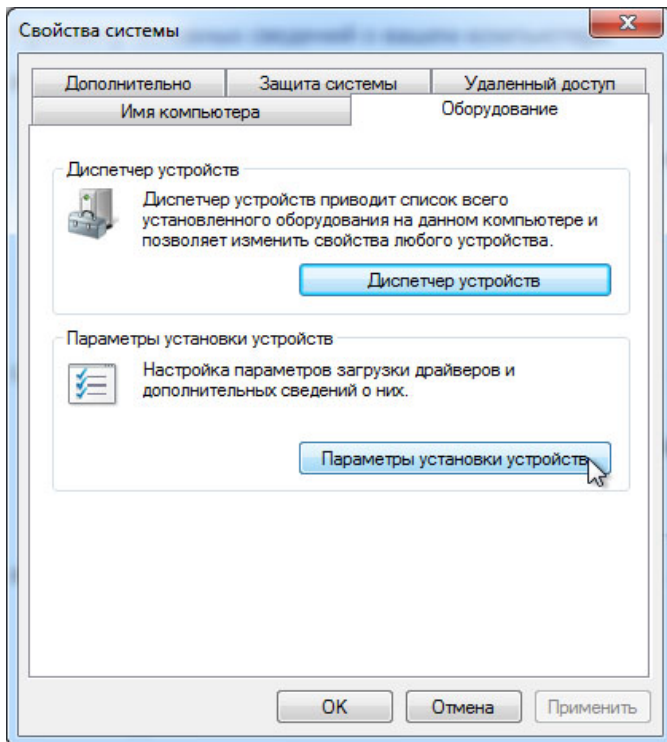 Свойства системы
Дополнительно
Защита системы
Удаленный доступ
Имя компьютера
Оборудование
Диспетчер устройств
Диспетчер устройств приводит список всего
установленного оборудования на данном компьютере и
позволяет изменить свойства любого устройства.
Диспетчер устройств
Параметры установки устройств
Настройка параметров загрузки драйверов и
дополнительных сведений о них.
Параметры установки устройств
OK
Отмена
Применить